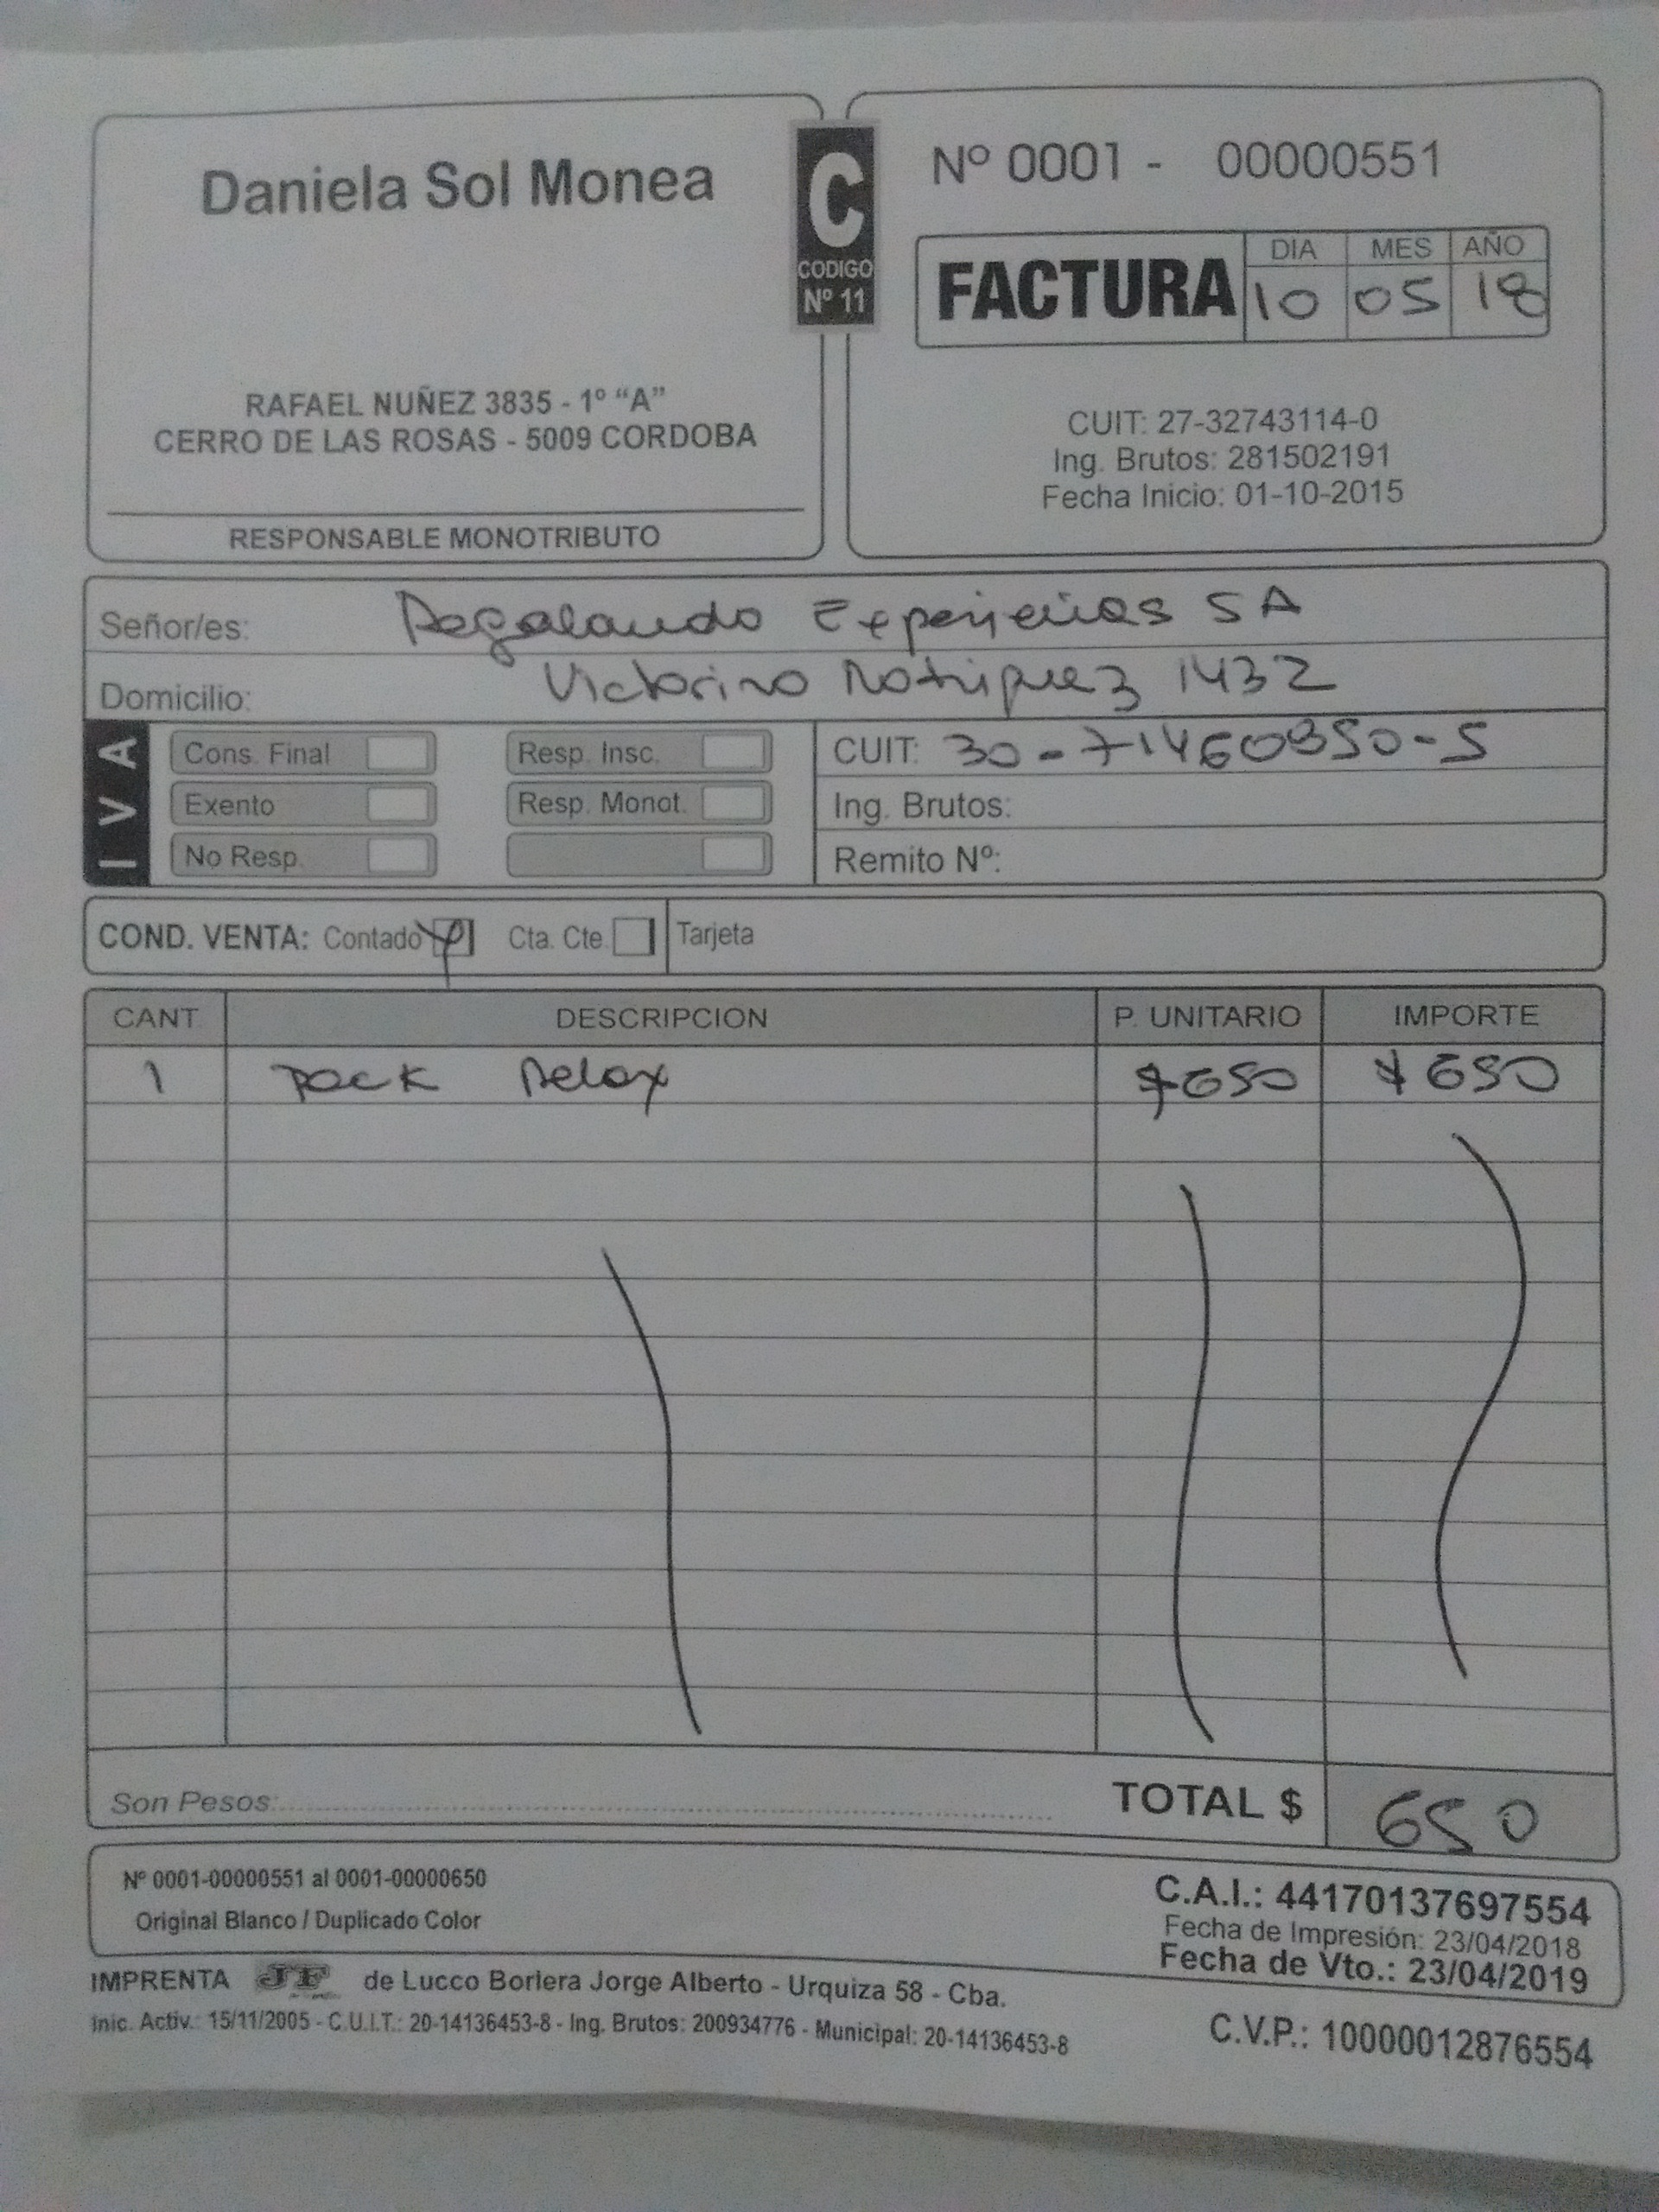 Daniela Sol Monea
RAFAEL NUÑEZ 3835 - 1º “A”
CERRO DE LAS ROSAS - 5009 CORDOBA
RESPONSABLE MONOTRIBUTO
C
CODIGO
Nº 11
Nº 0001 - 00000551
FACTURA
DIA MES AÑO
10 05 18
CUIT: 27-32743114-0
Ing. Brutos: 281502191
Fecha Inicio: 01-10-2015
Señor/es: Regalando Experiencias SA
Domicilio: Victorino Rodriguez 1432
IVA
Cons. Final Resp. Insc.
Exento Resp. Monot.
No Resp.
CUIT: 30-71460950-5
Ing. Brutos:
Remito Nº:
COND. VENTA: Contado X Cta. Cte. Tarjeta
CANT. DESCRIPCION P. UNITARIO IMPORTE
1 Pack Relax $650 $650
Son Pesos: TOTAL $ 650
Nº 0001-00000551 al 0001-00000650
Original Blanco / Duplicado Color
C.A.I.: 44170137697554
Fecha de Impresión: 23/04/2018
Fecha de Vto.: 23/04/2019
IMPRENTA JF de Lucco Borlera Jorge Alberto - Urquiza 58 - Cba.
Inic. Activ.: 15/11/2005 - C.U.I.T.: 20-14136453-8 - Ing. Brutos: 200934776 - Municipal: 20-14136453-8
C.V.P.: 10000012876554